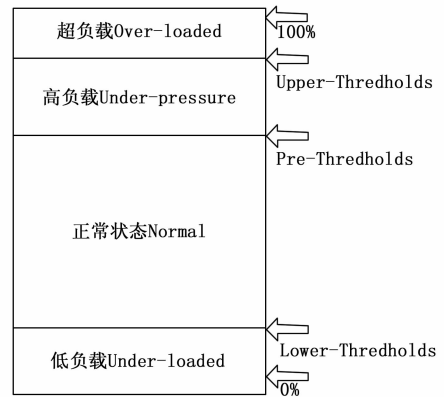 超负载Over-loaded
100%
Upper-Thredholds
高负载Under-pressure
Pre-Thredholds
正常状态Normal
Lower-Thredholds
低负载Under-loaded
0%